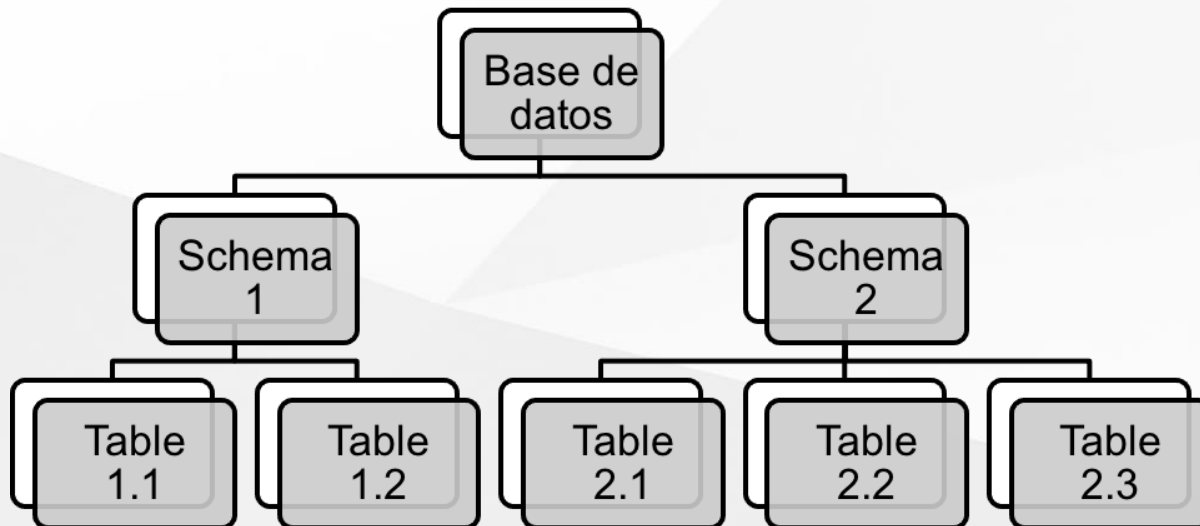 Base de
datos
Schema
1
Schema
2
Table
1.1
Table
1.2
Table
2.1
Table
2.2
Table
2.3